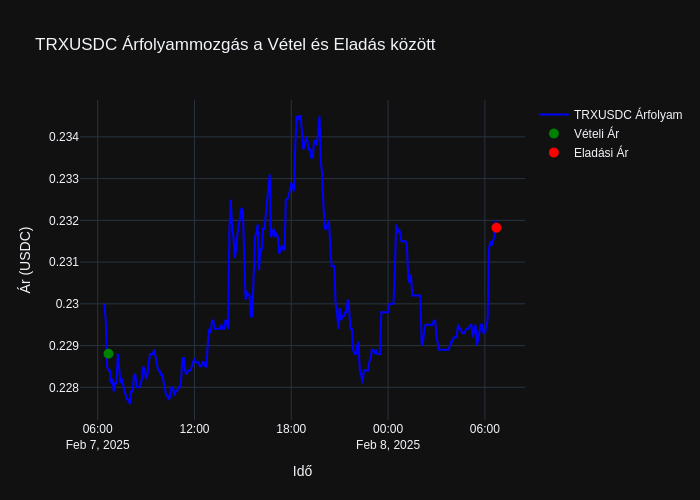 TRXUSDC Árfolyammozgás a Vétel és Eladás között
TRXUSDC Árfolyam
Vételi Ár
Eladási Ár
Ár (USDC)
0.234
0.233
0.232
0.231
0.23
0.229
0.228
06:00
Feb 7, 2025
12:00
18:00
00:00
Feb 8, 2025
06:00
Idő